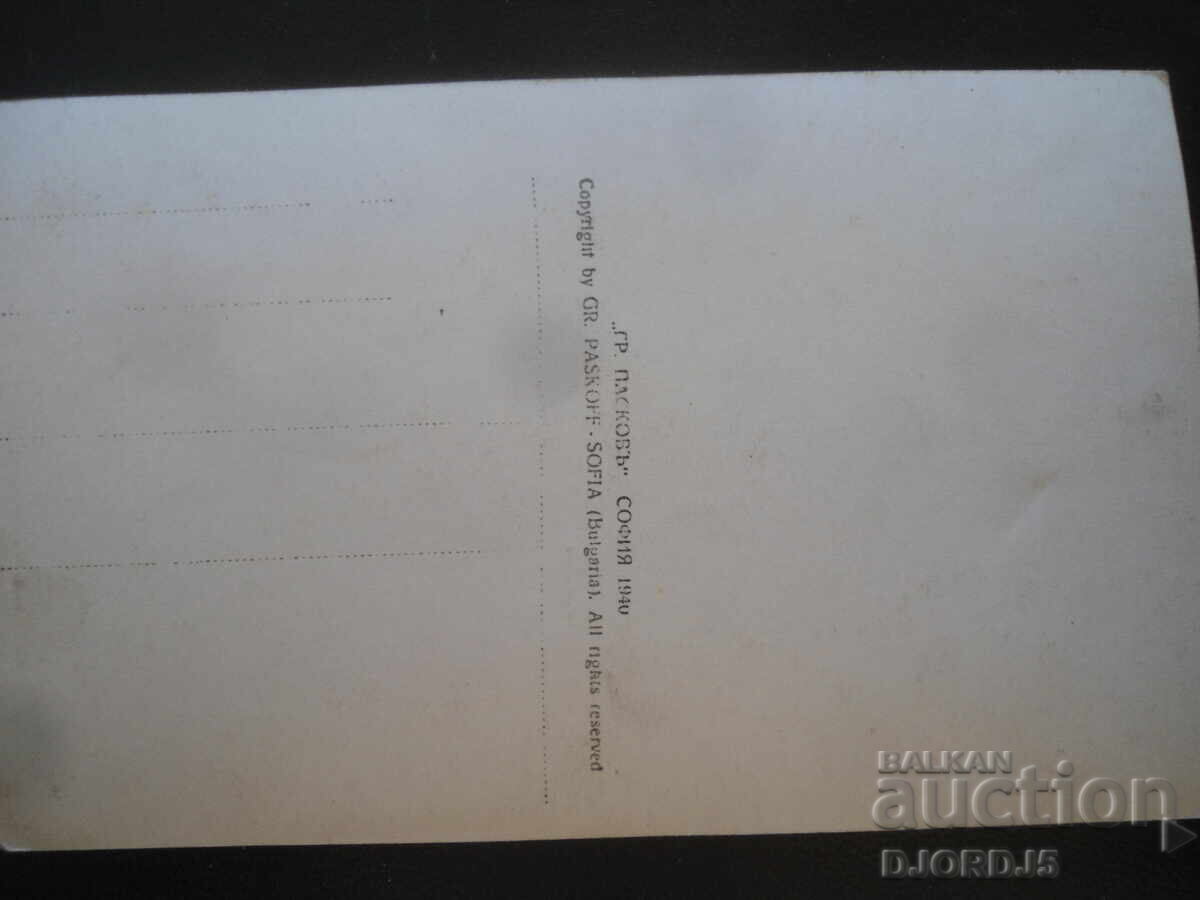 „ГР. ПАСКОВЪ“ СОФИЯ 1940
Copyright by GR. PASKOFF - SOFIA (Bulgaria). All rights reserved
BALKAN
auction
DJORDJ5